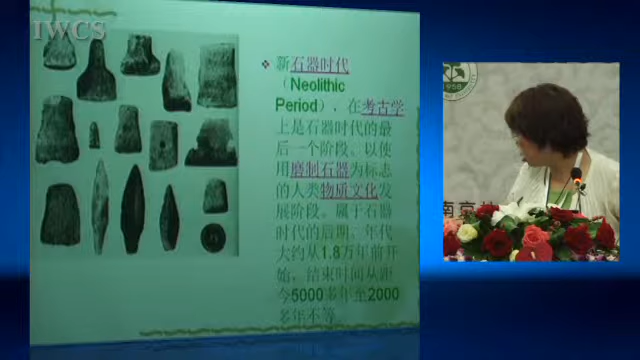 IWCS
新石器时代
（Neolithic
Period），在考古学
上是石器时代的最
后一个阶段，以使
用磨制石器为标志
的人类物质文化发
展阶段。属于石器
时代的后期，年代
大约从1.8万年前开
始，结束时间从距
今5000多年至2000
多年不等。
1958
南京